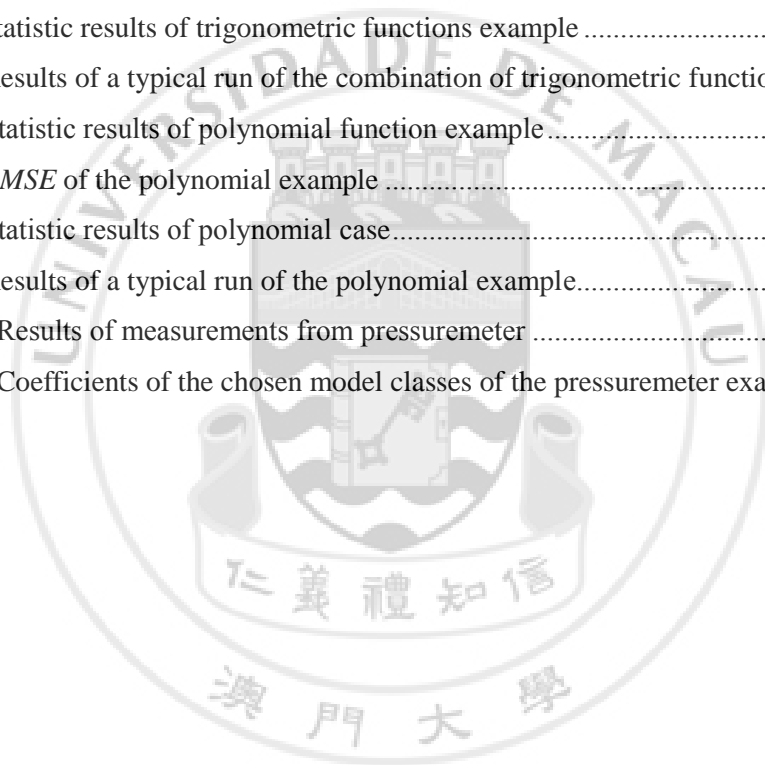 tatistic results of trigonometric functions example ........................
esults of a typical run of the combination of trigonometric functio
tatistic results of polynomial function example ................................
MSE of the polynomial example ........................................................
tatistic results of polynomial case ....................................................
esults of a typical run of the polynomial example ............................
Results of measurements from pressuremeter ..................................
Coefficients of the chosen model classes of the pressuremeter exa
UNIVERSIDADE DE MACAU
仁義禮知信
澳門大學